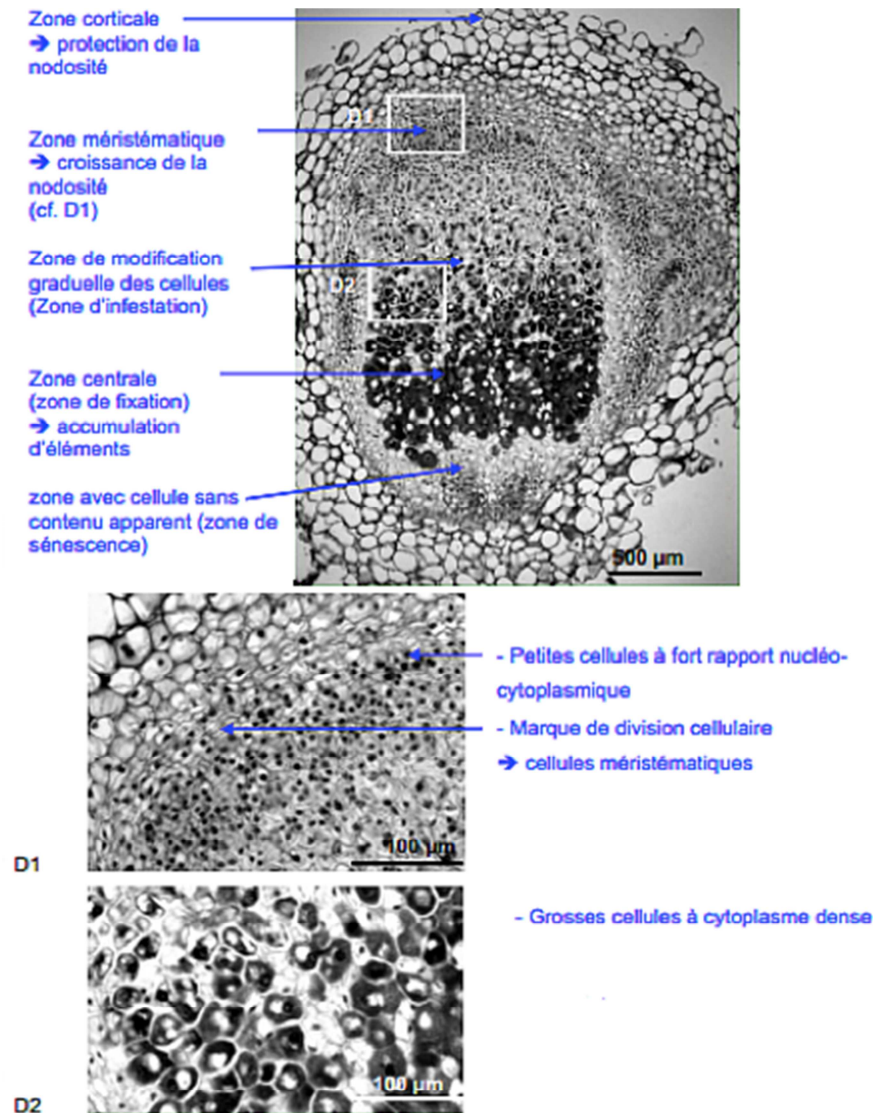 Zone corticale
➔ protection de la
nodosité
D1
Zone méristématique
➔ croissance de la
nodosité
(cf. D1)
Zone de modification
graduelle des cellules
(Zone d'infestation)
D2
Zone centrale
(zone de fixation)
➔ accumulation
d'éléments
zone avec cellule sans
contenu apparent (zone de
sénescence)
500 µm
- Petites cellules à fort rapport nucléo-
cytoplasmique
- Marque de division cellulaire
➔ cellules méristématiques
100 µm
D1
- Grosses cellules à cytoplasme dense
100 µm
D2